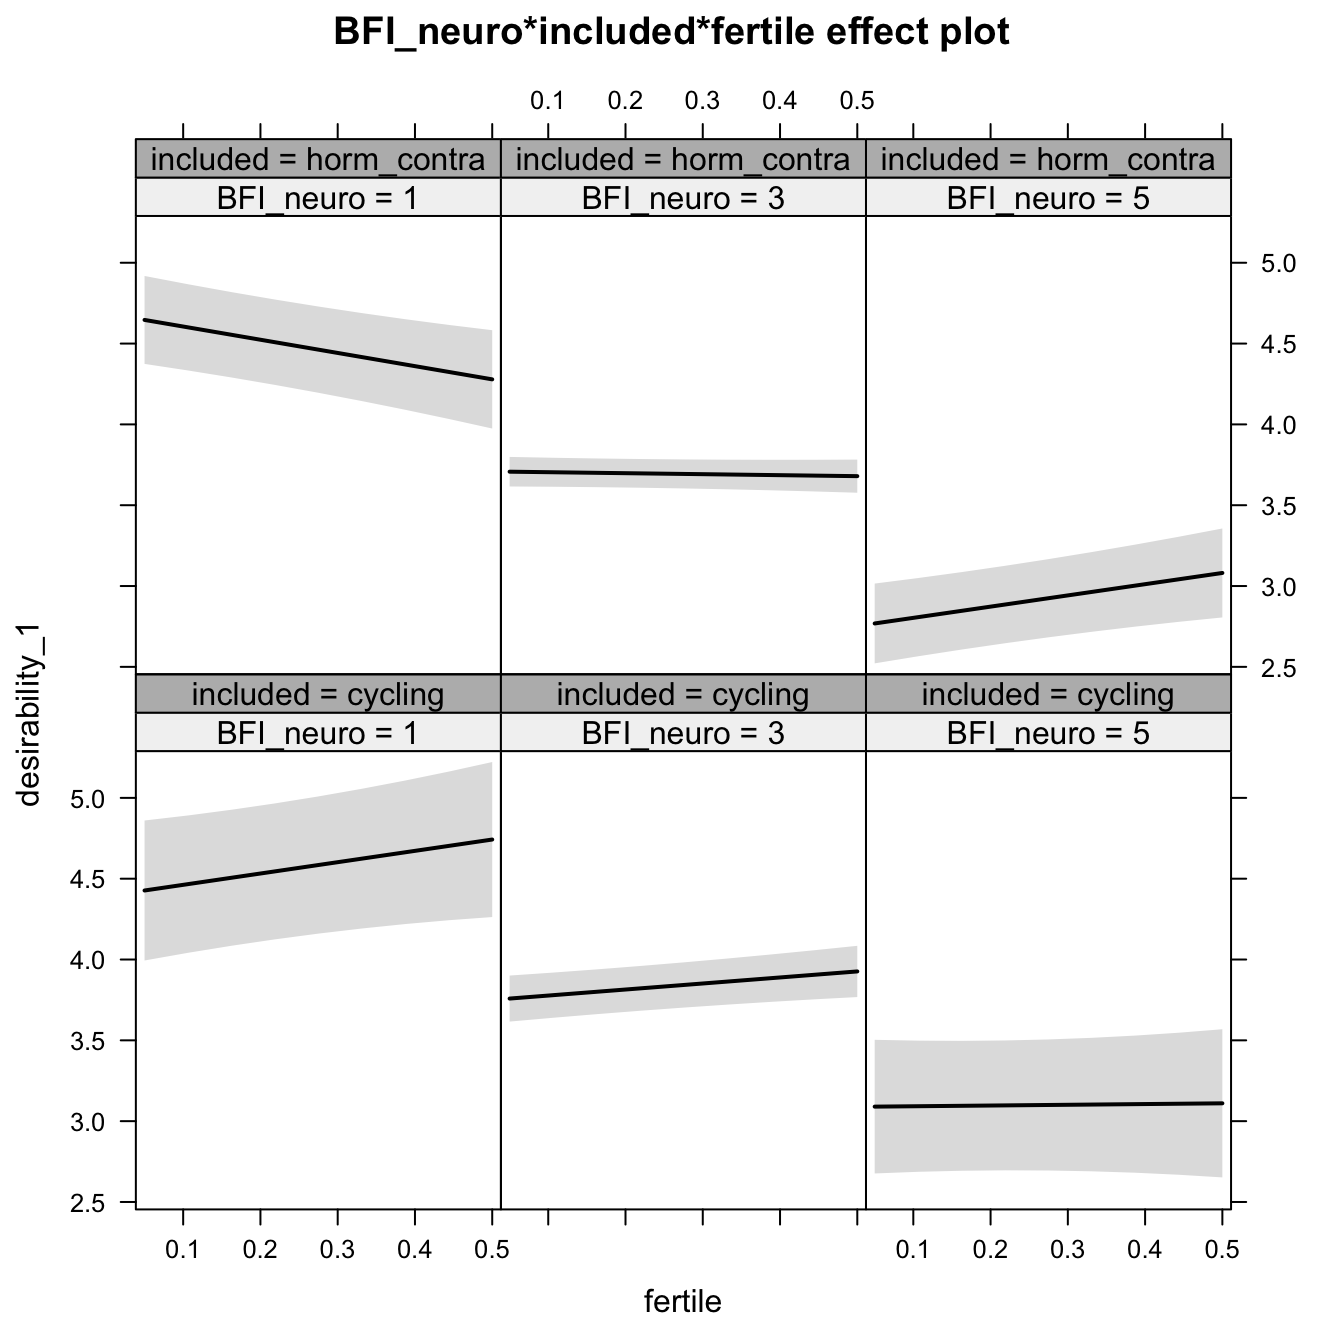 BFI_neuro*included*fertile effect plot
0.1 0.2 0.3 0.4 0.5
included = horm_contra included = horm_contra included = horm_contra
BFI_neuro = 1 BFI_neuro = 3 BFI_neuro = 5
5.0
4.5
4.0
3.5
3.0
2.5
included = cycling included = cycling included = cycling
BFI_neuro = 1 BFI_neuro = 3 BFI_neuro = 5
desirability_1
5.0
4.5
4.0
3.5
3.0
2.5
0.1 0.2 0.3 0.4 0.5 0.1 0.2 0.3 0.4 0.5
fertile